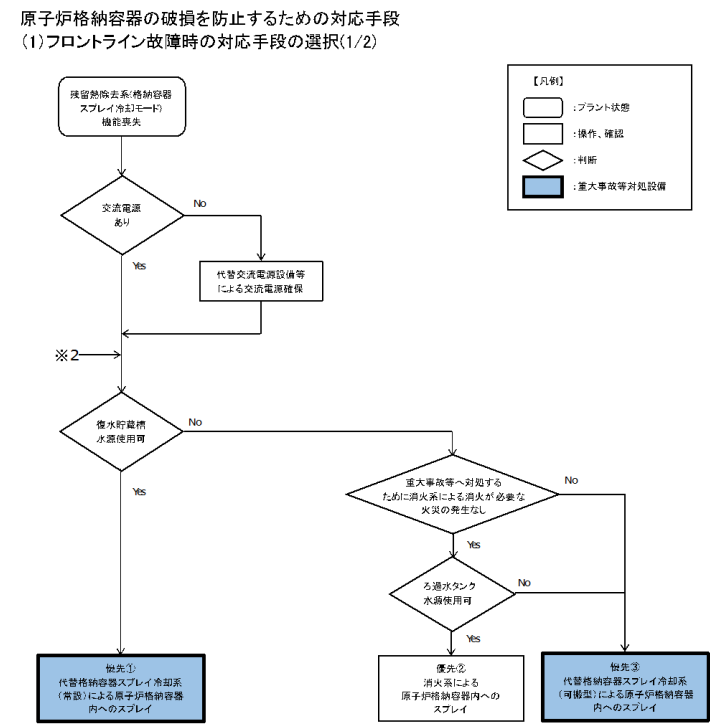 原子炉格納容器の破損を防止するための対応手段
(1)フロントライン故障時の対応手段の選択(1/2)
残留熱除去系(格納容器
スプレイ冷却モード)
機能喪失
【凡例】
:プラント状態
:操作、確認
:判断
:重大事故等対処設備
交流電源
あり
No
Yes
代替交流電源設備等
による交流電源確保
※2
復水貯蔵槽
水源使用可
No
Yes
重大事故等へ対処する
ために消火系による消火が必要な
火災の発生なし
No
Yes
ろ過水タンク
水源使用可
No
Yes
優先①
代替格納容器スプレイ冷却系
(常設)による原子炉格納容器
内へのスプレイ
優先②
消火系による
原子炉格納容器内への
スプレイ
優先③
代替格納容器スプレイ冷却系
(可搬型)による原子炉格納容器
内へのスプレイ